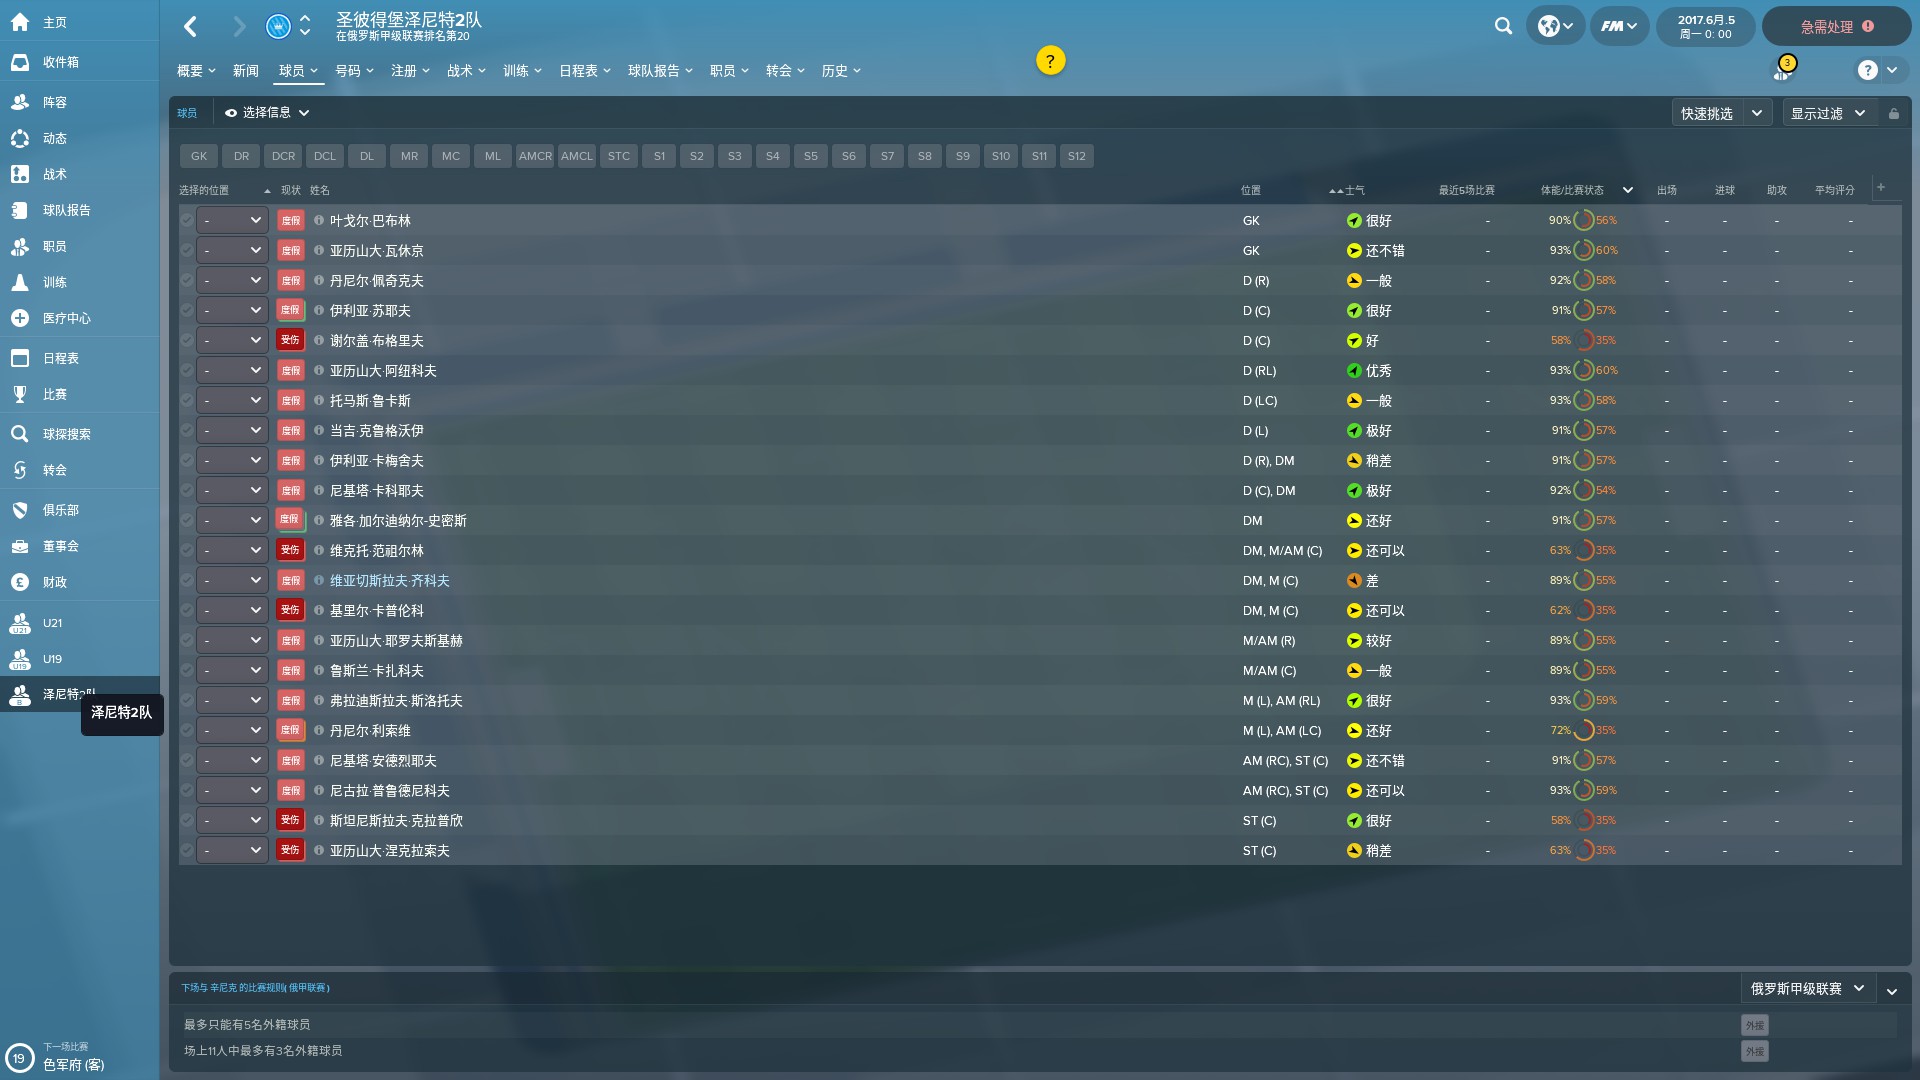 主页
收件箱
阵容
动态
战术
球队报告
职员
训练
医疗中心
日程表
比赛
球探搜索
转会
俱乐部
董事会
财政
U21
U19
泽尼特2队
泽尼特2队
19 下一场比赛
色军府 (客)
圣彼得堡泽尼特2队
在俄罗斯甲级联赛排名第20
FM
2017.6月.5
周一 0: 00
急需处理
概要 新闻 球员 号码 注册 战术 训练 日程表 球队报告 职员 转会 历史
?
3
?
球员 选择信息 快速挑选 显示过滤
GK DR DCR DCL DL MR MC ML AMCR AMCL STC S1 S2 S3 S4 S5 S6 S7 S8 S9 S10 S11 S12
选择的位置 现状 姓名 位置 士气 最近5场比赛 体能/比赛状态 出场 进球 助攻 平均评分 +
- 度假 叶戈尔·巴布林 GK 很好 - 90% 56% - - - -
- 度假 亚历山大·瓦休京 GK 还不错 - 93% 60% - - - -
- 度假 丹尼尔·佩奇克夫 D (R) 一般 - 92% 58% - - - -
- 度假 伊利亚·苏耶夫 D (C) 很好 - 91% 57% - - - -
- 受伤 谢尔盖·布格里夫 D (C) 好 - 58% 35% - - - -
- 度假 亚历山大·阿纽科夫 D (RL) 优秀 - 93% 60% - - - -
- 度假 托马斯·鲁卡斯 D (LC) 一般 - 93% 58% - - - -
- 度假 当吉·克鲁格沃伊 D (L) 极好 - 91% 57% - - - -
- 度假 伊利亚·卡梅舍夫 D (R), DM 稍差 - 91% 57% - - - -
- 度假 尼基塔·卡科耶夫 D (C), DM 极好 - 92% 54% - - - -
- 度假 雅各·加尔迪纳尔-史密斯 DM 还好 - 91% 57% - - - -
- 受伤 维克托·范祖尔林 DM, M/AM (C) 还可以 - 63% 35% - - - -
- 度假 维亚切斯拉夫·齐科夫 DM, M (C) 差 - 89% 55% - - - -
- 受伤 基里尔·卡普伦科 DM, M (C) 还可以 - 62% 35% - - - -
- 度假 亚历山大·耶罗夫斯基赫 M/AM (R) 较好 - 89% 55% - - - -
- 度假 鲁斯兰·卡扎科夫 M/AM (C) 一般 - 89% 55% - - - -
- 度假 弗拉迪斯拉夫·斯洛托夫 M (L), AM (RL) 很好 - 93% 59% - - - -
- 度假 丹尼尔·利索维 M (L), AM (LC) 还好 - 72% 35% - - - -
- 度假 尼基塔·安德烈耶夫 AM (RC), ST (C) 还不错 - 91% 57% - - - -
- 度假 尼古拉·普鲁德尼科夫 AM (RC), ST (C) 还可以 - 93% 59% - - - -
- 受伤 斯坦尼斯拉夫·克拉普欣 ST (C) 很好 - 58% 35% - - - -
- 受伤 亚历山大·涅克拉索夫 ST (C) 稍差 - 63% 35% - - - -
下场与 辛尼克 的比赛规则( 俄甲联赛 ) 俄罗斯甲级联赛
最多只能有5名外籍球员 外援
场上11人中最多有3名外籍球员 外援